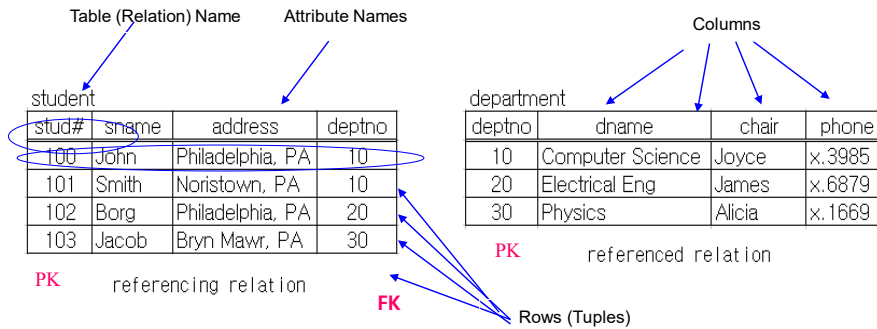 Table (Relation) Name
Attribute Names
Columns
student
stud# sname address deptno
100 John Philadelphia, PA 10
101 Smith Noristown, PA 10
102 Borg Philadelphia, PA 20
103 Jacob Bryn Mawr, PA 30
PK
referencing relation
FK
department
deptno dname chair phone
10 Computer Science Joyce x.3985
20 Electrical Eng James x.6879
30 Physics Alicia x.1669
PK
referenced relation
Rows (Tuples)